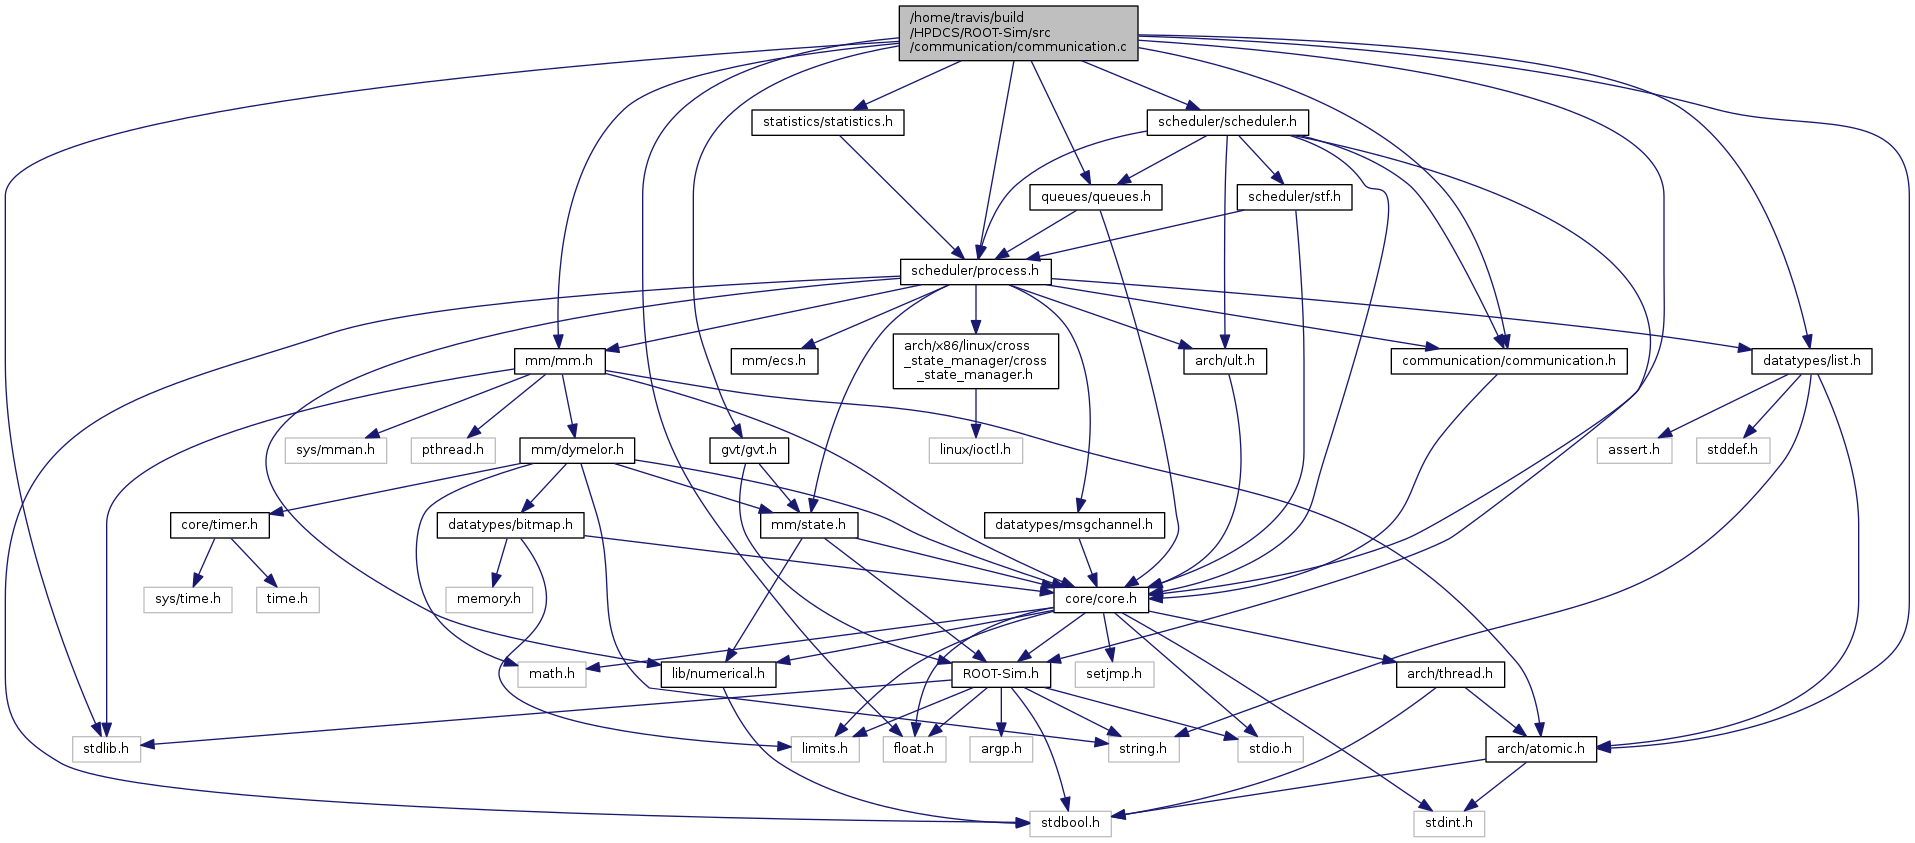 /home/travis/build
/HPDCS/ROOT-Sim/src
/communication/communication.c
statistics/statistics.h
scheduler/scheduler.h
queues/queues.h
scheduler/stf.h
scheduler/process.h
mm/mm.h
mm/ecs.h
arch/x86/linux/cross
_state_manager/cross
_state_manager.h
arch/ult.h
communication/communication.h
datatypes/list.h
sys/mman.h
pthread.h
mm/dymelor.h
gvt/gvt.h
linux/ioctl.h
assert.h
stddef.h
core/timer.h
datatypes/bitmap.h
mm/state.h
datatypes/msgchannel.h
sys/time.h
time.h
memory.h
core/core.h
math.h
lib/numerical.h
ROOT-Sim.h
setjmp.h
arch/thread.h
stdlib.h
limits.h
float.h
argp.h
string.h
stdio.h
arch/atomic.h
stdbool.h
stdint.h